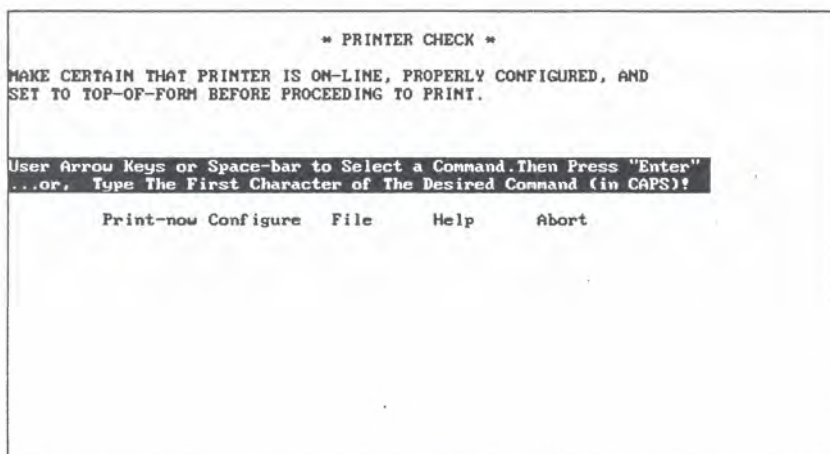 * PRINTER CHECK *
MAKE CERTAIN THAT PRINTER IS ON-LINE, PROPERLY CONFIGURED, AND
SET TO TOP-OF-FORM BEFORE PROCEEDING TO PRINT.
User Arrow Keys or Space-bar to Select a Command.Then Press "Enter"
...or, Type The First Character of The Desired Command (in CAPS)!
Print-now Configure File Help Abort